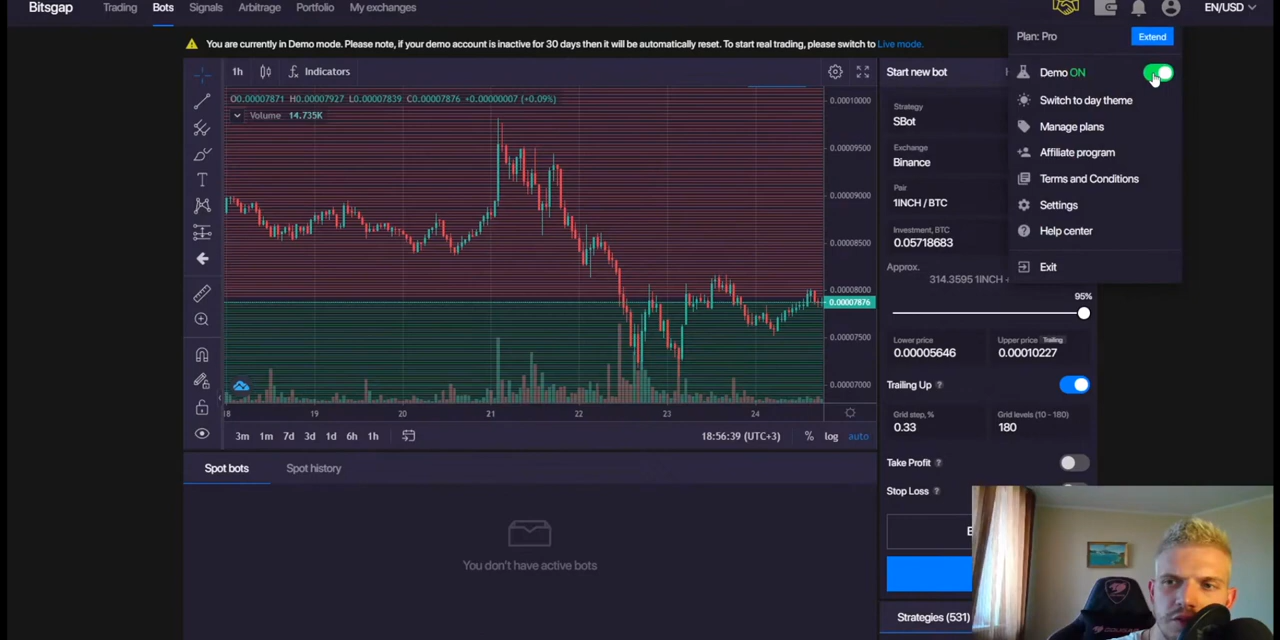 Bitsgap
Trading
Bots
Signals
Arbitrage
Portfolio
My exchanges
EN/USD
You are currently in Demo mode. Please note, if your demo account is inactive for 30 days then it will be automatically reset. To start real trading, please switch to Live mode.
Plan: Pro
Extend
Demo ON
Switch to day theme
Manage plans
Affiliate program
Terms and Conditions
Settings
Help center
Exit
1h
Indicators
O0.00007871 H0.00007927 L0.00007839 C0.00007876 +0.00000007 (+0.09%)
Volume 14.735K
0.00010000
0.00009500
0.00009000
0.00008500
0.00008000
0.00007876
0.00007500
0.00007000
18
19
20
21
22
23
24
3m
1m
7d
3d
1d
6h
1h
18:56:39 (UTC+3)
%
log
auto
Start new bot
Strategy
SBot
Exchange
Binance
Pair
1INCH / BTC
Investment, BTC
0.05718683
Approx.
314.3595 1INCH +
95%
Lower price
0.00005646
Upper price Trailing
0.00010227
Trailing Up ?
Grid step, %
0.33
Grid levels (10 - 180)
180
Take Profit ?
Stop Loss ?
Strategies (531)
Spot bots
Spot history
You don't have active bots